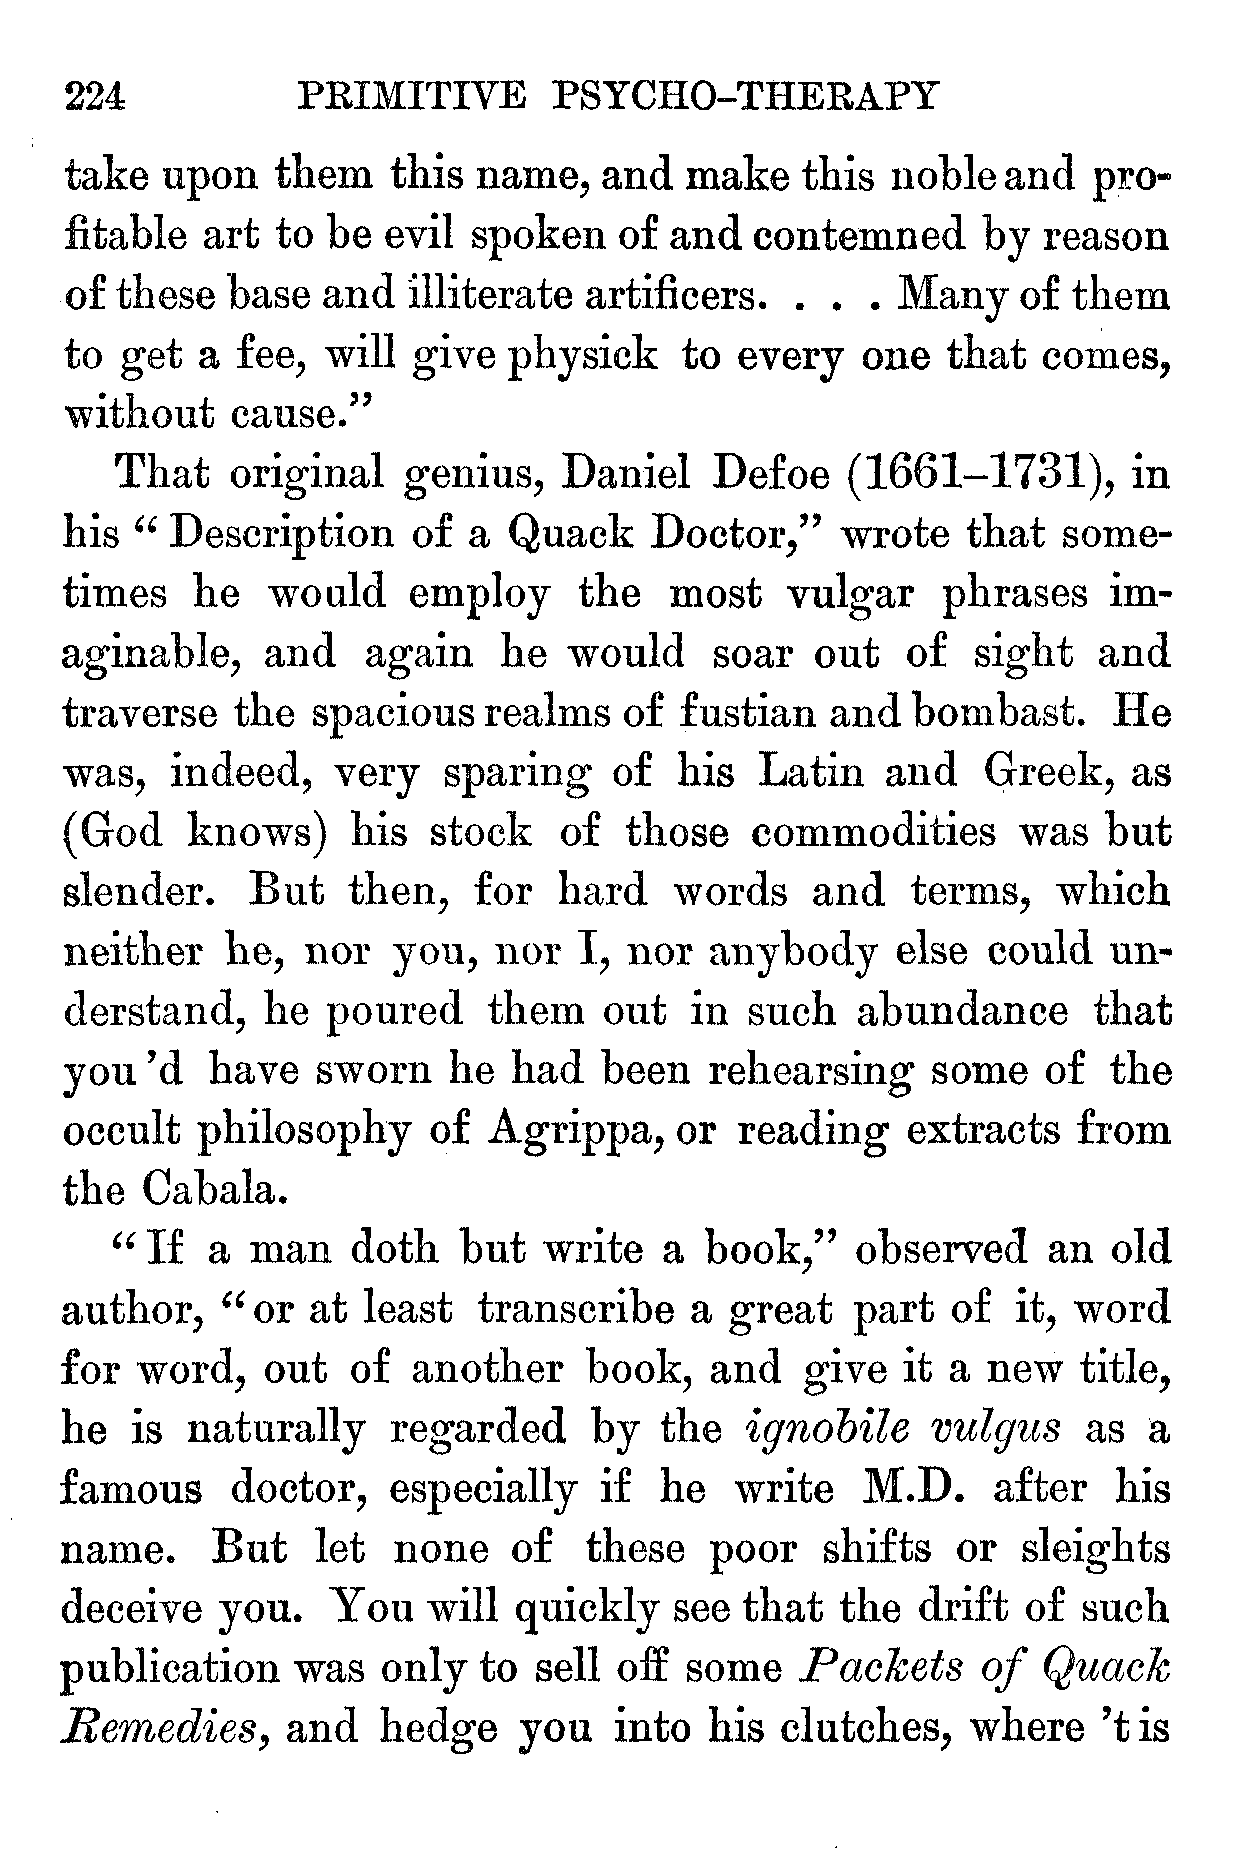 224 PRIMITIVE PSYCHO-THERAPY
take upon them this name, and make this noble and pro-
fitable art to be evil spoken of and contemned by reason
of these base and illiterate artificers. . . . Many of them
to get a fee, will give physick to every one that comes,
without cause.”
That original genius, Daniel Defoe (1661–1731), in
his “ Description of a Quack Doctor,” wrote that some-
times he would employ the most vulgar phrases im-
aginable, and again he would soar out of sight and
traverse the spacious realms of fustian and bombast. He
was, indeed, very sparing of his Latin and Greek, as
(God knows) his stock of those commodities was but
slender. But then, for hard words and terms, which
neither he, nor you, nor I, nor anybody else could un-
derstand, he poured them out in such abundance that
you ’d have sworn he had been rehearsing some of the
occult philosophy of Agrippa, or reading extracts from
the Cabala.
“ If a man doth but write a book,” observed an old
author, “ or at least transcribe a great part of it, word
for word, out of another book, and give it a new title,
he is naturally regarded by the ignobile vulgus as a
famous doctor, especially if he write M.D. after his
name. But let none of these poor shifts or sleights
deceive you. You will quickly see that the drift of such
publication was only to sell off some Packets of Quack
Remedies, and hedge you into his clutches, where ’t is